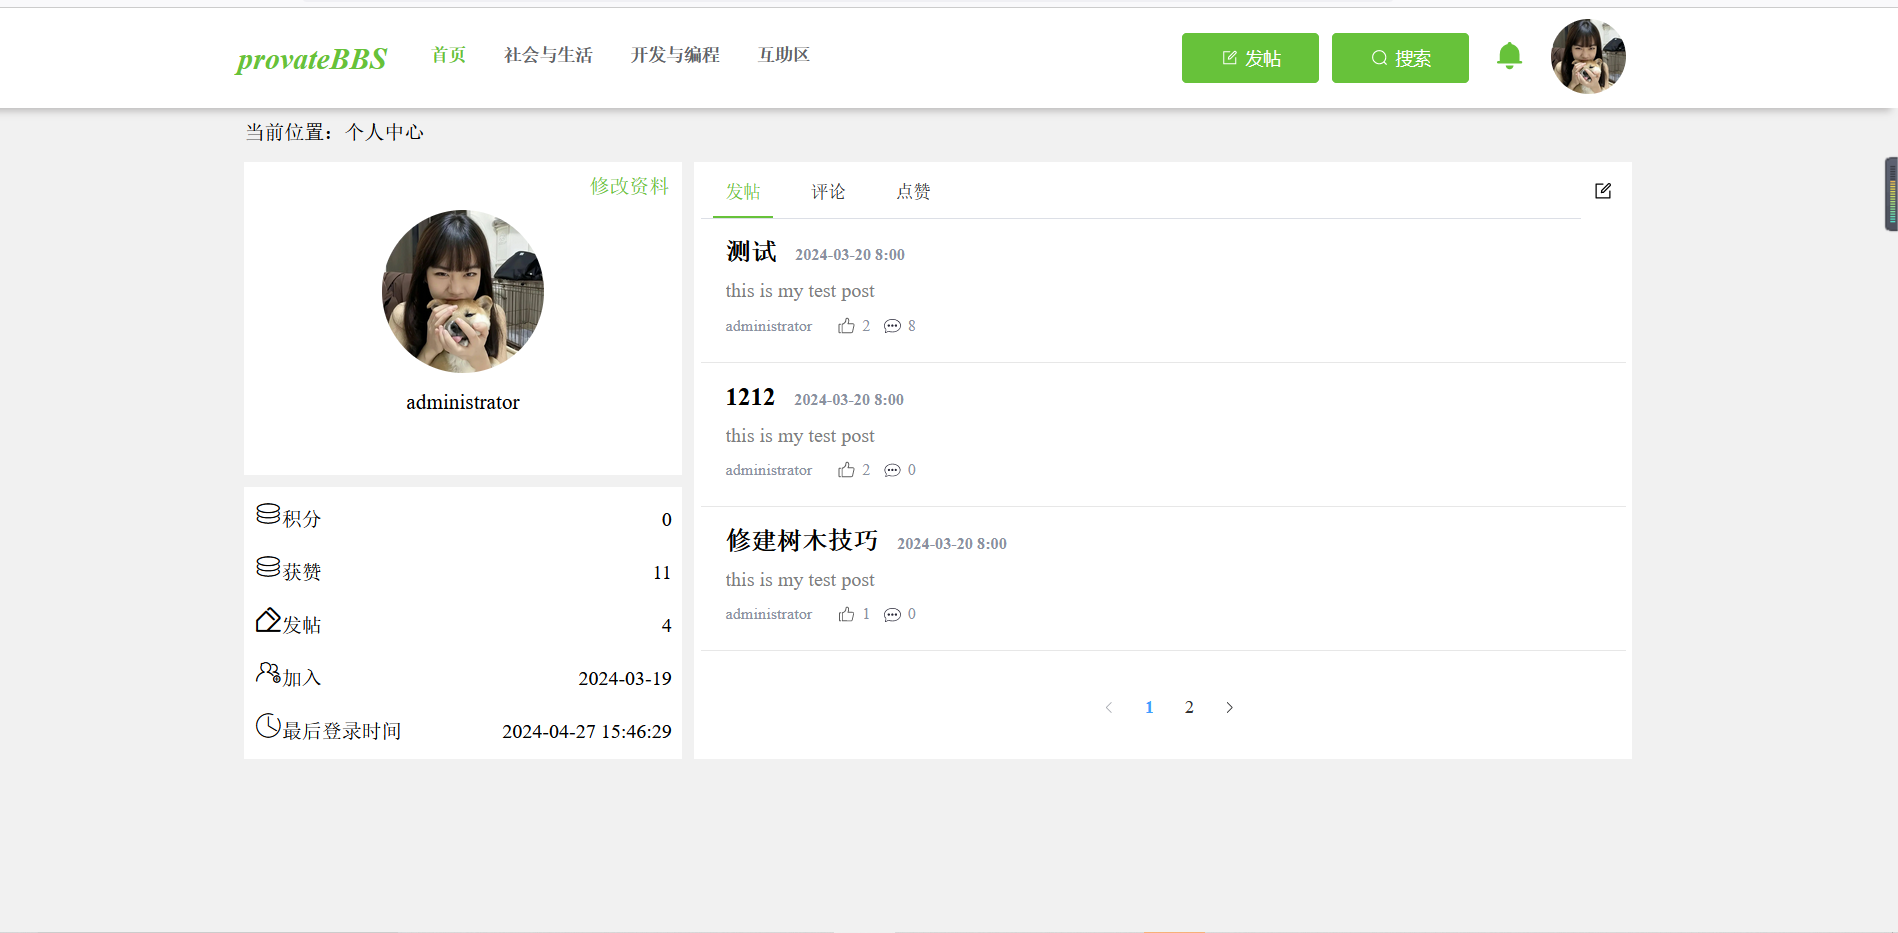 provateBBS 首页 社会与生活 开发与编程 互助区 发帖 搜索
当前位置：个人中心
修改资料
administrator
积分 0
获赞 11
发帖 4
加入 2024-03-19
最后登录时间 2024-04-27 15:46:29
发帖 评论 点赞
测试 2024-03-20 8:00
this is my test post
administrator 2 8
1212 2024-03-20 8:00
this is my test post
administrator 2 0
修建树木技巧 2024-03-20 8:00
this is my test post
administrator 1 0
1 2